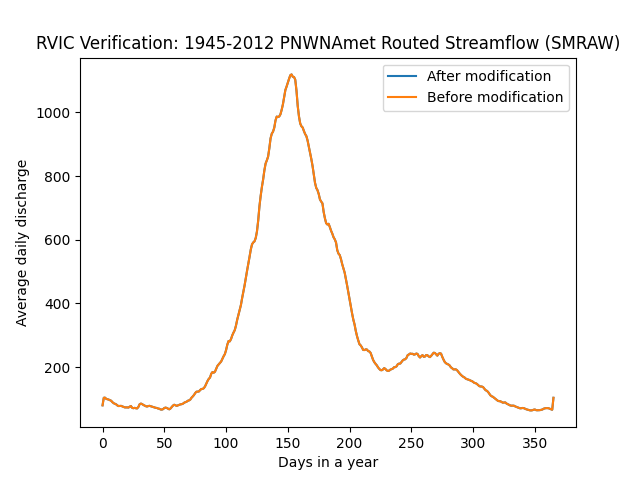 RVIC Verification: 1945-2012 PNWNAmet Routed Streamflow (SMRAW)
After modification
Before modification
Average daily discharge
1000
800
600
400
200
0 50 100 150 200 250 300 350
Days in a year